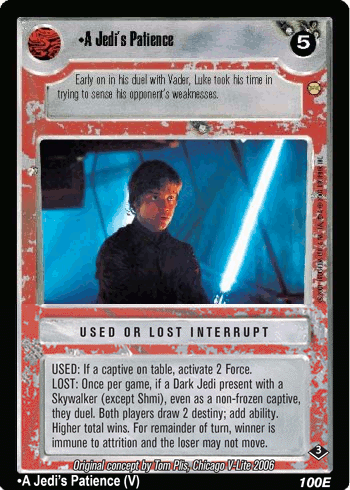 •A Jedi's Patience
5
Early on in his duel with Vader, Luke took his time in
trying to sense his opponent's weaknesses.
USED OR LOST INTERRUPT
USED: If a captive on table, activate 2 Force.
LOST: Once per game, if a Dark Jedi present with a
Skywalker (except Shmi), even as a non-frozen captive,
they duel. Both players draw 2 destiny; add ability.
Higher total wins. For remainder of turn, winner is
immune to attrition and the loser may not move.
3
Original concept by Tom Plis, Chicago V-Lite 2006
•A Jedi's Patience (V)
100E